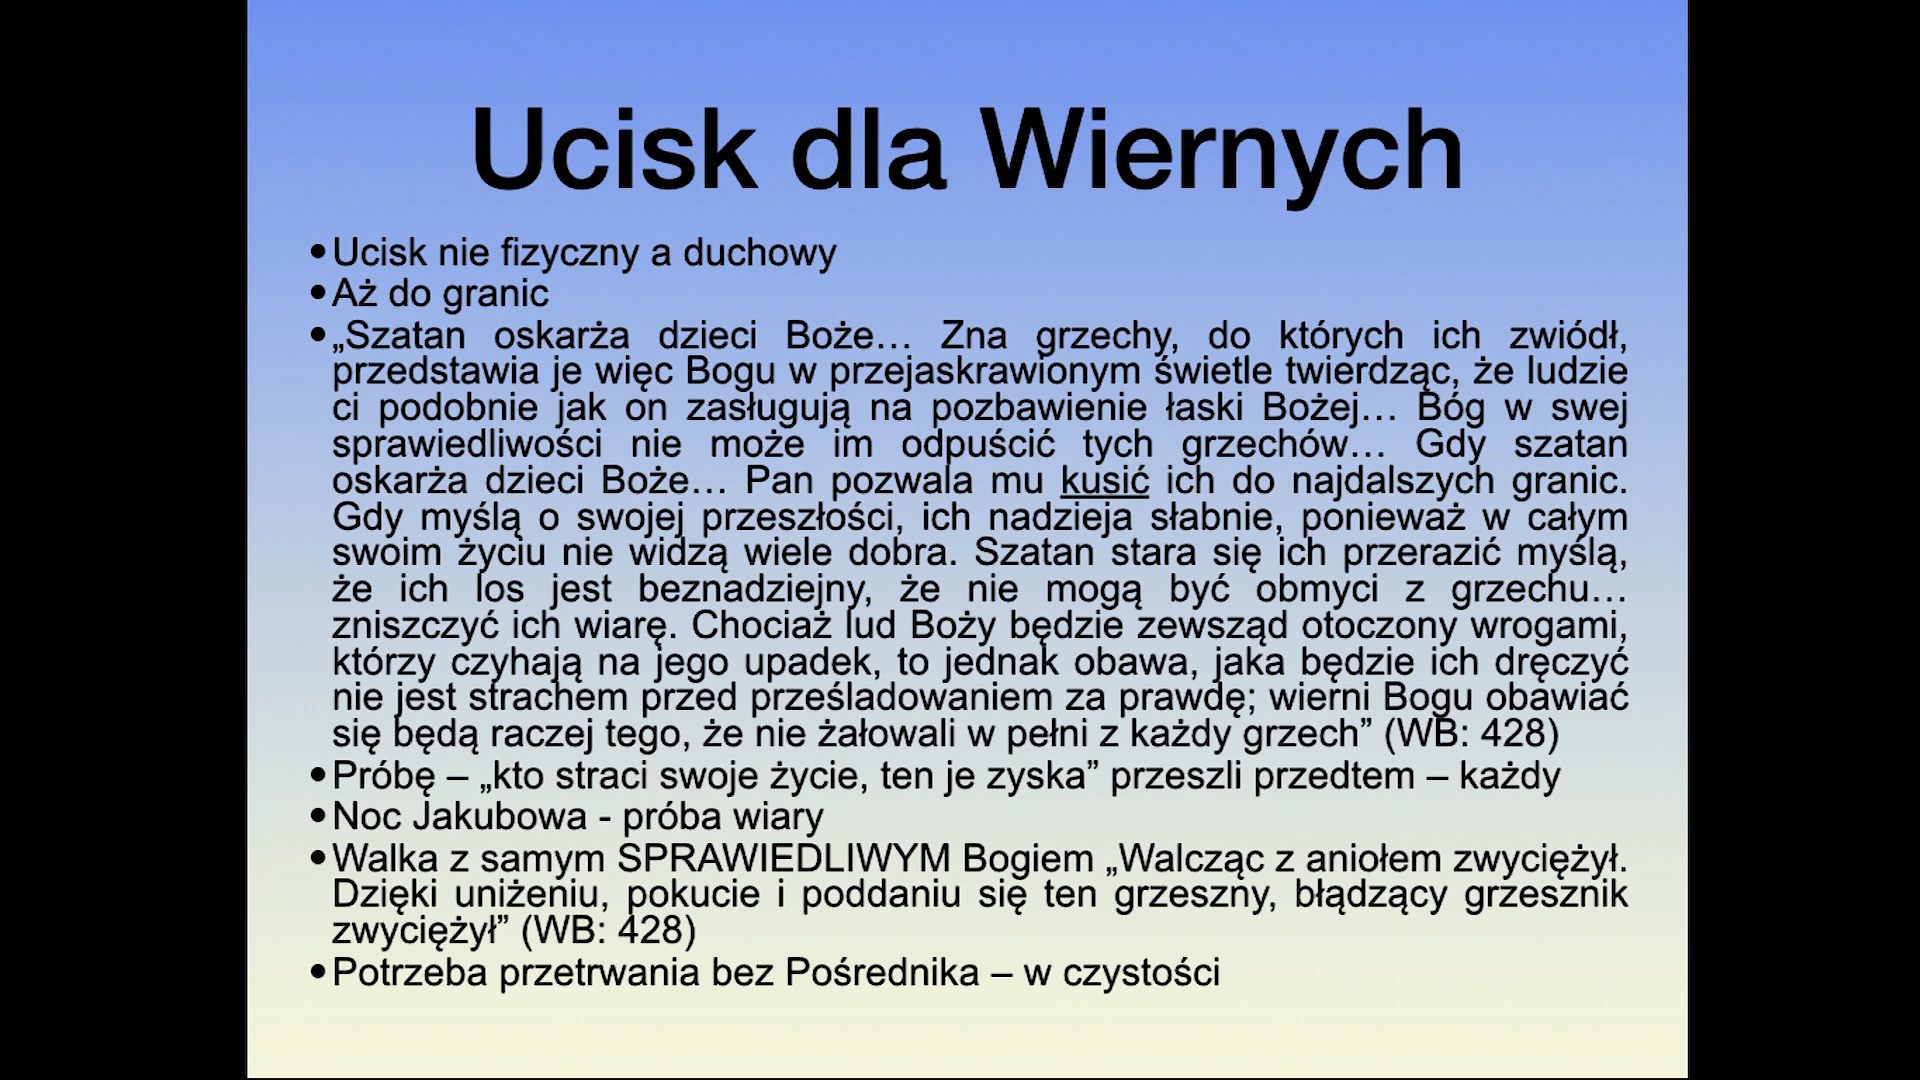 Ucisk dla Wiernych
•Ucisk nie fizyczny a duchowy
•Aż do granic
•„Szatan oskarża dzieci Boże… Zna grzechy, do których ich zwiódł,
przedstawia je więc Bogu w przejaskrawionym świetle twierdząc, że ludzie
ci podobnie jak on zasługują na pozbawienie łaski Bożej… Bóg w swej
sprawiedliwości nie może im odpuścić tych grzechów… Gdy szatan
oskarża dzieci Boże… Pan pozwala mu kusić ich do najdalszych granic.
Gdy myślą o swojej przeszłości, ich nadzieja słabnie, ponieważ w całym
swoim życiu nie widzą wiele dobra. Szatan stara się ich przerazić myślą,
że ich los jest beznadziejny, że nie mogą być obmyci z grzechu…
zniszczyć ich wiarę. Chociaż lud Boży będzie zewsząd otoczony wrogami,
którzy czyhają na jego upadek, to jednak obawa, jaka będzie ich dręczyć
nie jest strachem przed prześladowaniem za prawdę; wierni Bogu obawiać
się będą raczej tego, że nie żałowali w pełni z każdy grzech” (WB: 428)
•Próbę – „kto straci swoje życie, ten je zyska” przeszli przedtem – każdy
•Noc Jakubowa - próba wiary
•Walka z samym SPRAWIEDLIWYM Bogiem „Walcząc z aniołem zwyciężył.
Dzięki uniżeniu, pokucie i poddaniu się ten grzeszny, błądzący grzesznik
zwyciężył” (WB: 428)
•Potrzeba przetrwania bez Pośrednika – w czystości